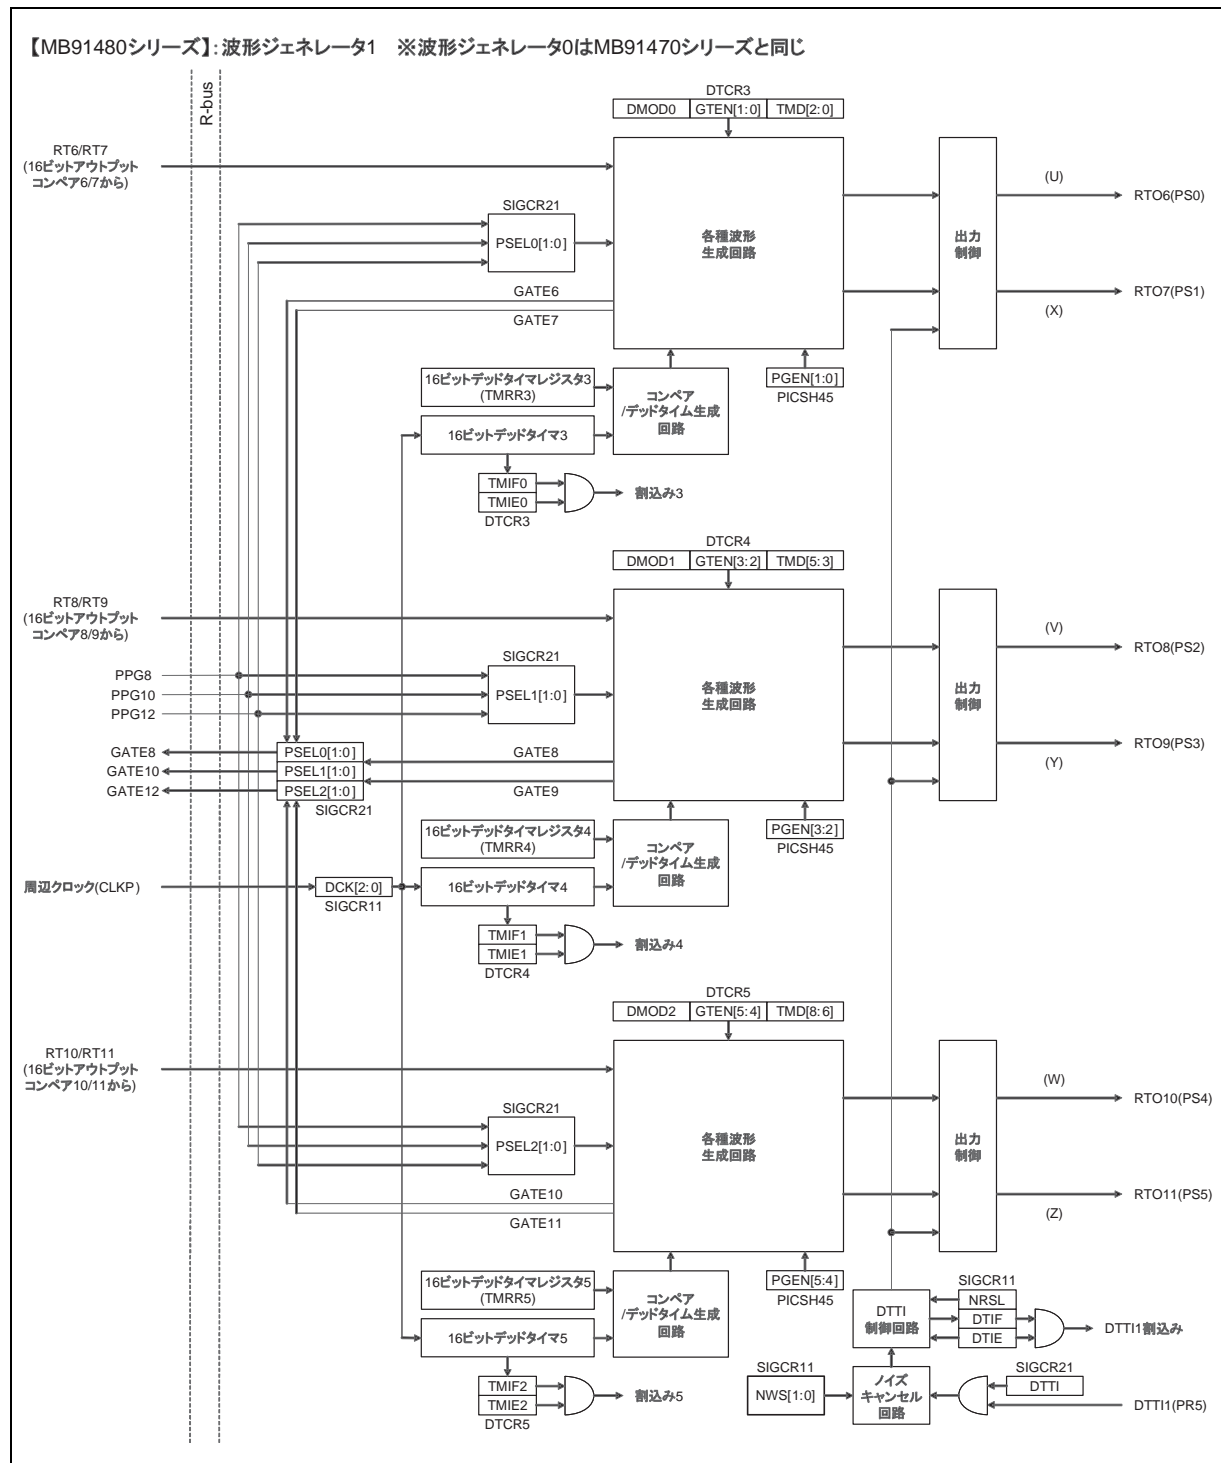 【MB91480シリーズ】：波形ジェネレータ1　※波形ジェネレータ0はMB91470シリーズと同じ
R-bus
DTCR3
DMOD0 GTEN[1:0] TMD[2:0]
RT6/RT7
(16ビットアウトプット
コンペア6/7から)
SIGCR21
PSEL0[1:0]
各種波形
生成回路
出力
制御
(U)
RTO6(PS0)
RTO7(PS1)
(X)
GATE6
GATE7
16ビットデッドタイマレジスタ3
(TMRR3)
コンペア
/デッドタイム生成
回路
PGEN[1:0]
PICSH45
16ビットデッドタイマ3
TMIF0
TMIE0
DTCR3
割込み3
DTCR4
DMOD1 GTEN[3:2] TMD[5:3]
RT8/RT9
(16ビットアウトプット
コンペア8/9から)
SIGCR21
PSEL1[1:0]
PPG8
PPG10
PPG12
各種波形
生成回路
出力
制御
(V)
RTO8(PS2)
RTO9(PS3)
(Y)
GATE8
GATE10
GATE12
PSEL0[1:0]
PSEL1[1:0]
PSEL2[1:0]
SIGCR21
GATE8
GATE9
16ビットデッドタイマレジスタ4
(TMRR4)
コンペア
/デッドタイム生成
回路
PGEN[3:2]
PICSH45
周辺クロック(CLKP)
DCK[2:0]
SIGCR11
16ビットデッドタイマ4
TMIF1
TMIE1
DTCR4
割込み4
DTCR5
DMOD2 GTEN[5:4] TMD[8:6]
RT10/RT11
(16ビットアウトプット
コンペア10/11から)
SIGCR21
PSEL2[1:0]
各種波形
生成回路
出力
制御
(W)
RTO10(PS4)
RTO11(PS5)
(Z)
GATE10
GATE11
16ビットデッドタイマレジスタ5
(TMRR5)
コンペア
/デッドタイム生成
回路
PGEN[5:4]
PICSH45
16ビットデッドタイマ5
TMIF2
TMIE2
DTCR5
割込み5
DTTI
制御回路
SIGCR11
NRSL
DTIF
DTIE
DTTI1割込み
SIGCR11
NWS[1:0]
ノイズ
キャンセル
回路
SIGCR21
DTTI
DTTI1(PR5)